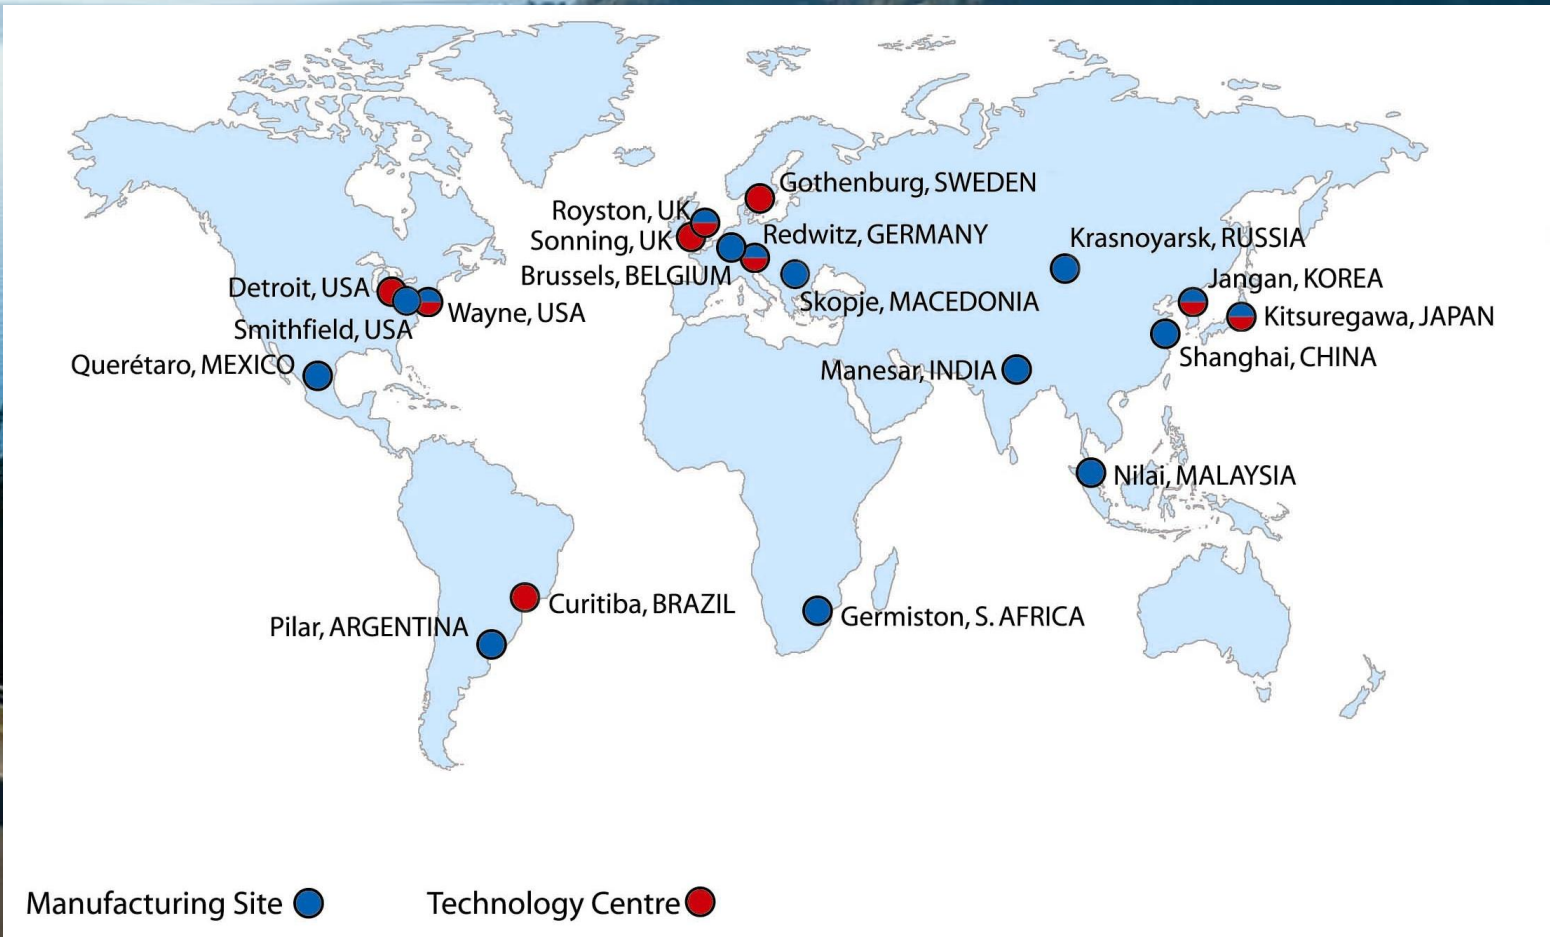 Gothenburg, SWEDEN
Royston, UK
Redwitz, GERMANY
Sonning, UK
Krasnoyarsk, RUSSIA
Brussels, BELGIUM
Jangan, KOREA
Detroit, USA
Skopje, MACEDONIA
Wayne, USA
Kitsuregawa, JAPAN
Smithfield, USA
Shanghai, CHINA
Querétaro, MEXICO
Manesar, INDIA
Nilai, MALAYSIA
Curitiba, BRAZIL
Germiston, S. AFRICA
Pilar, ARGENTINA
Manufacturing Site
Technology Centre